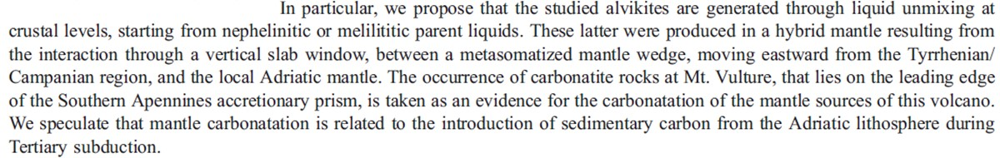 In particular, we propose that the studied alvikites are generated through liquid unmixing at
crustal levels, starting from nephelinitic or melilititic parent liquids. These latter were produced in a hybrid mantle resulting from
the interaction through a vertical slab window, between a metasomatized mantle wedge, moving eastward from the Tyrrhenian/
Campanian region, and the local Adriatic mantle. The occurrence of carbonatite rocks at Mt. Vulture, that lies on the leading edge
of the Southern Apennines accretionary prism, is taken as an evidence for the carbonatation of the mantle sources of this volcano.
We speculate that mantle carbonatation is related to the introduction of sedimentary carbon from the Adriatic lithosphere during
Tertiary subduction.